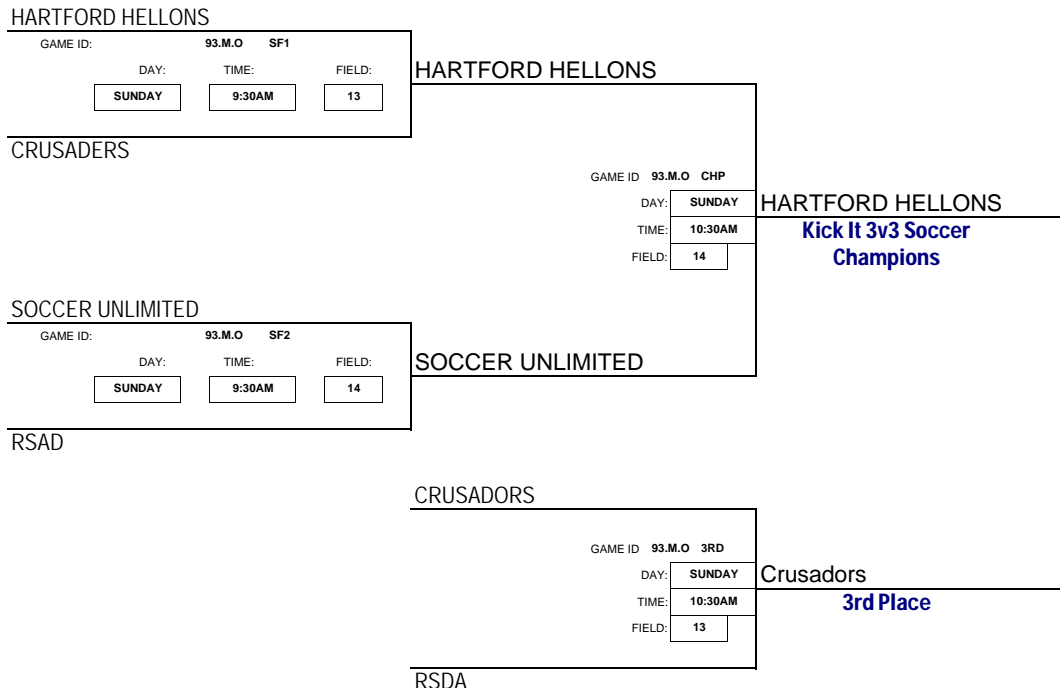 HARTFORD HELLONS
GAME ID: 93.M.O SF1
DAY: TIME: FIELD:
SUNDAY 9:30AM 13
HARTFORD HELLONS
CRUSADERS
GAME ID 93.M.O CHP
DAY: SUNDAY
TIME: 10:30AM
FIELD: 14
HARTFORD HELLONS
Kick It 3v3 Soccer
Champions
SOCCER UNLIMITED
GAME ID: 93.M.O SF2
DAY: TIME: FIELD:
SUNDAY 9:30AM 14
SOCCER UNLIMITED
RSAD
CRUSADORS
GAME ID 93.M.O 3RD
DAY: SUNDAY
TIME: 10:30AM
FIELD: 13
Crusadors
3rd Place
RSDA